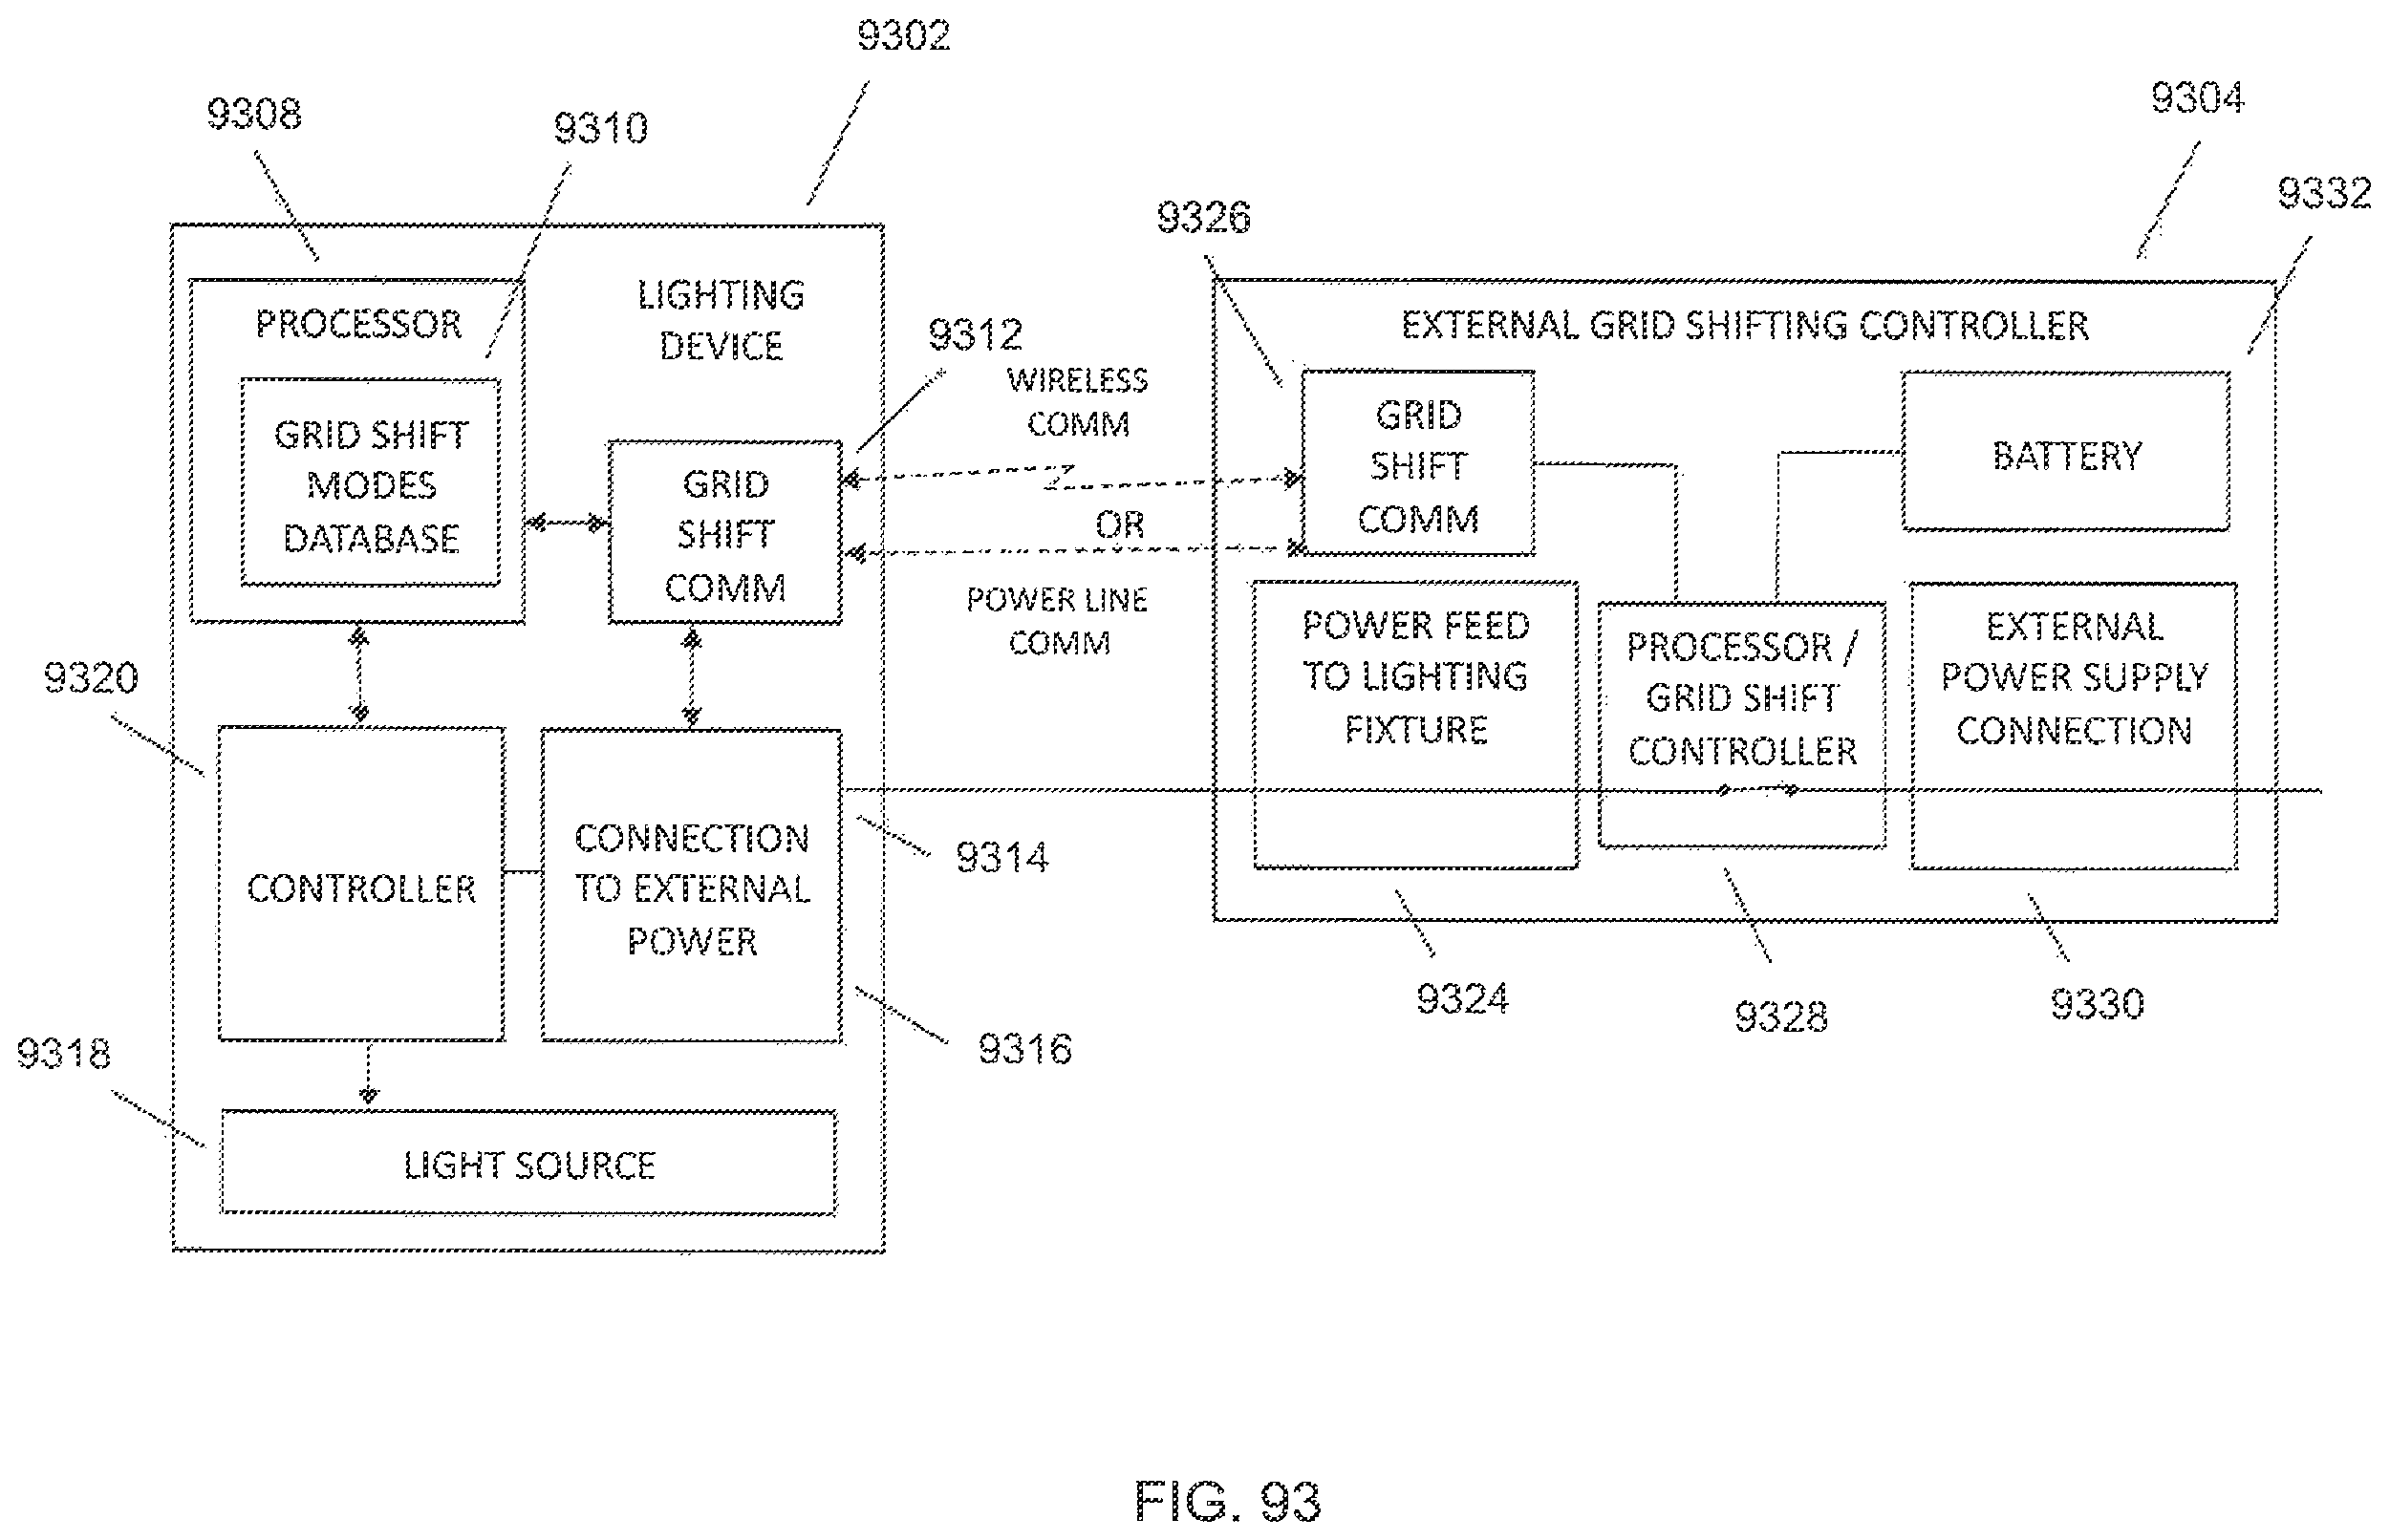 9302
9304
9308
9310
9332
9326
PROCESSOR
LIGHTING
DEVICE
9312
EXTERNAL GRID SHIFTING CONTROLLER
GRID SHIFT
MODES
DATABASE
GRID
SHIFT
COMM
WIRELESS
COMM
OR
POWER LINE
COMM
GRID
SHIFT
COMM
BATTERY
POWER FEED
TO LIGHTING
FIXTURE
PROCESSOR /
GRID SHIFT
CONTROLLER
EXTERNAL
POWER SUPPLY
CONNECTION
9320
CONTROLLER
CONNECTION
TO EXTERNAL
POWER
9314
9316
9324
9328
9330
9318
LIGHT SOURCE
FIG. 93